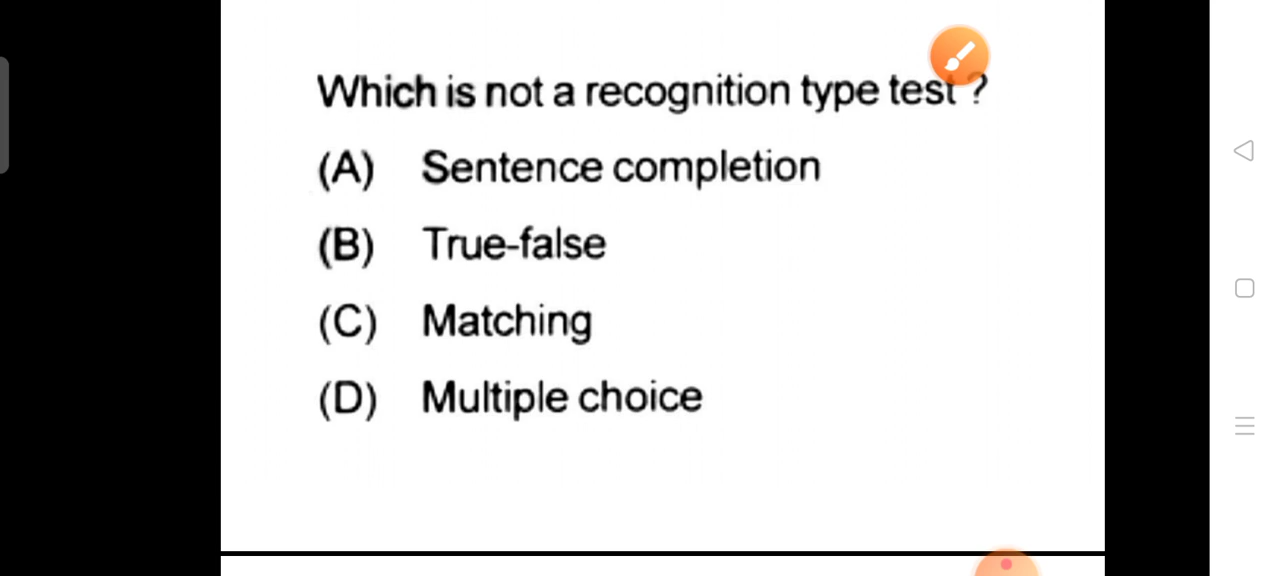 Which is not a recognition type test ?
(A) Sentence completion
(B) True-false
(C) Matching
(D) Multiple choice